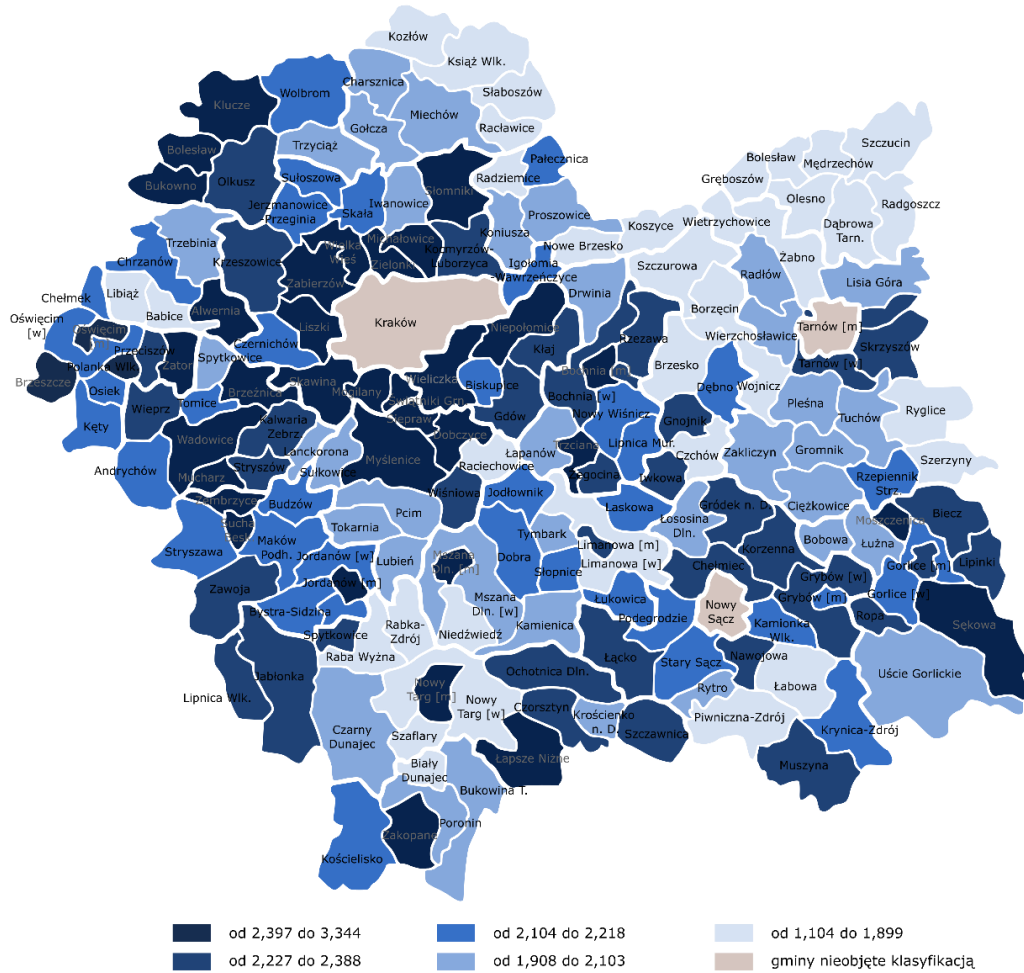 Kozłów
Książ Wlk.
Charsznica
Wolbrom
Słaboszów
Klucze
Miechów
Szczucin
Gołcza
Racławice
Trzyciąż
Bolesław
Bolesław
Pałecznica
Mędrzechów
Radziemice
Sułoszowa
Gręboszów
Bukowno
Olkusz
Słomniki
Olesno
Jerzmanowice
-Przeginia
Iwanowice
Radgoszcz
Skała
Proszowice
Wietrzychowice
Koszyce
Dąbrowa
Tarn.
Koniusza
Trzebinia
Wielka
Wieś
Michałowice
Nowe Brzesko
Kocmyrzów-
Luborzyca
Żabno
Chrzanów
Krzeszowice
Zielonki
Igołomia
-Wawrzeńczyce
Szczurowa
Radłów
Zabierzów
Lisia Góra
Chełmek
Libiąż
Drwinia
Borzęcin
Babice
Alwernia
Oświęcim
[w]
Kraków
Liszki
Niepołomice
Tarnów [m]
Oświęcim
Rzezawa
Wierzchosławice
Czernichów
Skrzyszów
Przeciszów
Kłaj
Spytkowice
Polanka Wlk.
Zator
Brzesko
Tarnów [w]
Bochnia [m]
Brzeszcze
Skawina
Wieliczka
Biskupice
Dębno
Wojnicz
Osiek
Brzeźnica
Mogilany
Świątniki Grn.
Bochnia [w]
Wieprz
Tomice
Pleśna
Ryglice
Nowy Wiśnicz
Gdów
Tuchów
Kęty
Kalwaria
Zebrz.
Siepraw
Gnojnik
Wadowice
Dobczyce
Lipnica Mur.
Trzciana
Lanckorona
Łapanów
Zakliczyn
Gromnik
Czchów
Myślenice
Szerzyny
Andrychów
Stryszów
Raciechowice
Sułkowice
Mucharz
Żegocina
Iwkowa
Rzepiennik
Strz.
Wiśniowa
Jodłownik
Zembrzyce
Budzów
Gródek n. D.
Ciężkowice
Laskowa
Pcim
Biecz
Sucha
Besk.
Tokarnia
Łososina
Dln.
Moszczenica
Tymbark
Maków
Podh.
Bobowa
Łużna
Stryszawa
Limanowa [m]
Korzenna
Jordanów [w]
Mszana
Dln. [m]
Dobra
Lubień
Limanowa [w]
Chełmiec
Gorlice [m]
Lipinki
Słopnice
Grybów [w]
Jordanów [m]
Zawoja
Mszana
Dln. [w]
Łukowica
Grybów [m]
Gorlice [w]
Nowy
Sącz
Bystra-Sidzina
Podegrodzie
Ropa
Kamionka
Wlk.
Rabka-
Zdrój
Kamienica
Sękowa
Spytkowice
Niedźwiedź
Raba Wyżna
Łącko
Nawojowa
Stary Sącz
Ochotnica Dln.
Uście Gorlickie
Jabłonka
Nowy
Targ [m]
Łabowa
Rytro
Lipnica Wlk.
Nowy
Targ [w]
Czorsztyn
Krościenko
n. D.
Piwniczna-Zdrój
Czarny
Dunajec
Szczawnica
Krynica-Zdrój
Szaflary
Łapsze Niżne
Muszyna
Biały
Dunajec
Bukowina T.
Poronin
Zakopane
Kościelisko
od 2,397 do 3,344
od 2,104 do 2,218
od 1,104 do 1,899
od 2,227 do 2,388
od 1,908 do 2,103
gminy nieobjęte klasyfikacją